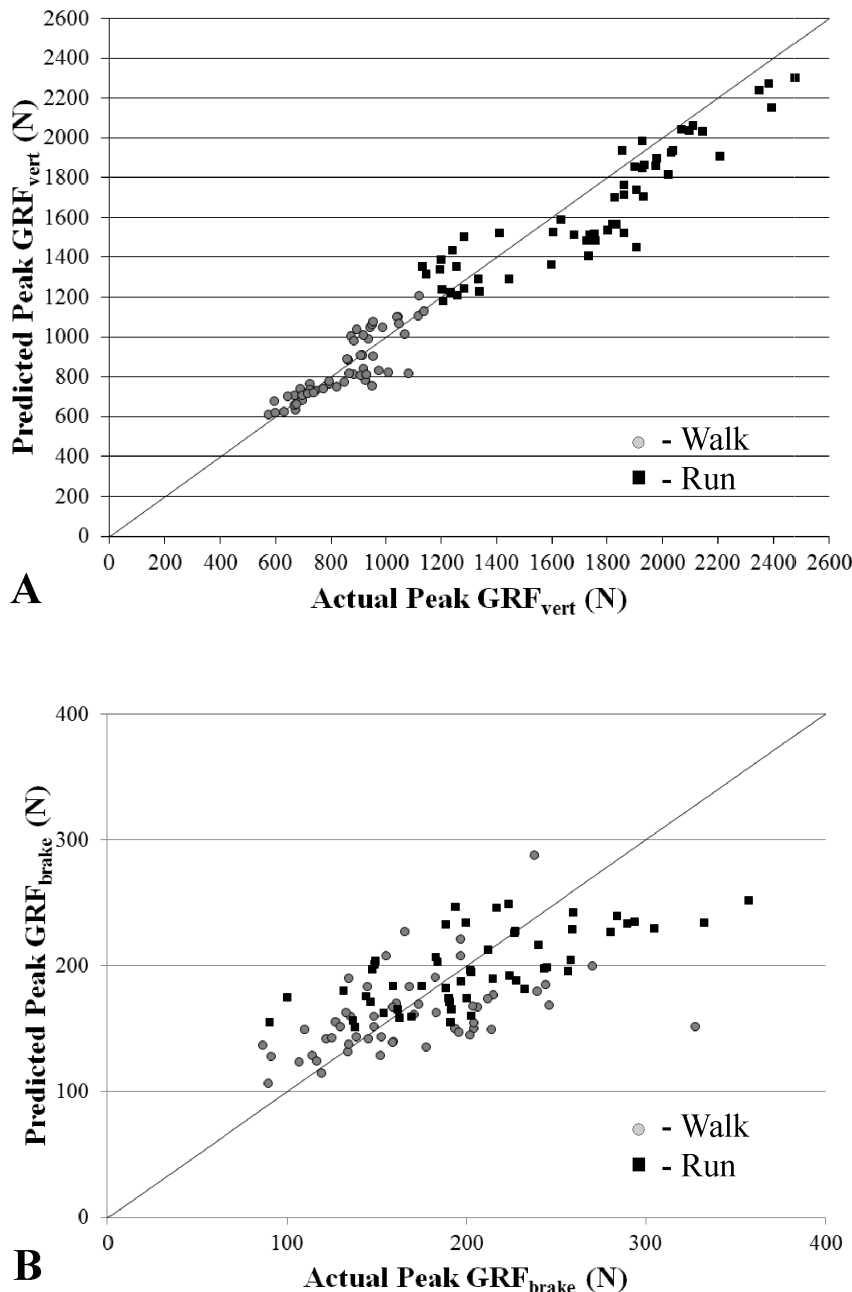 2600
2400
2200
2000
1800
1600
1400
1200
1000
800
600
400
200
0
Predicted Peak GRFvert (N)
- Walk
- Run
0 200 400 600 800 1000 1200 1400 1600 1800 2000 2200 2400 2600
A
Actual Peak GRFvert (N)
400
300
200
100
0
Predicted Peak GRFbrake (N)
- Walk
- Run
0 100 200 300 400
B
Actual Peak GRFbrake (N)